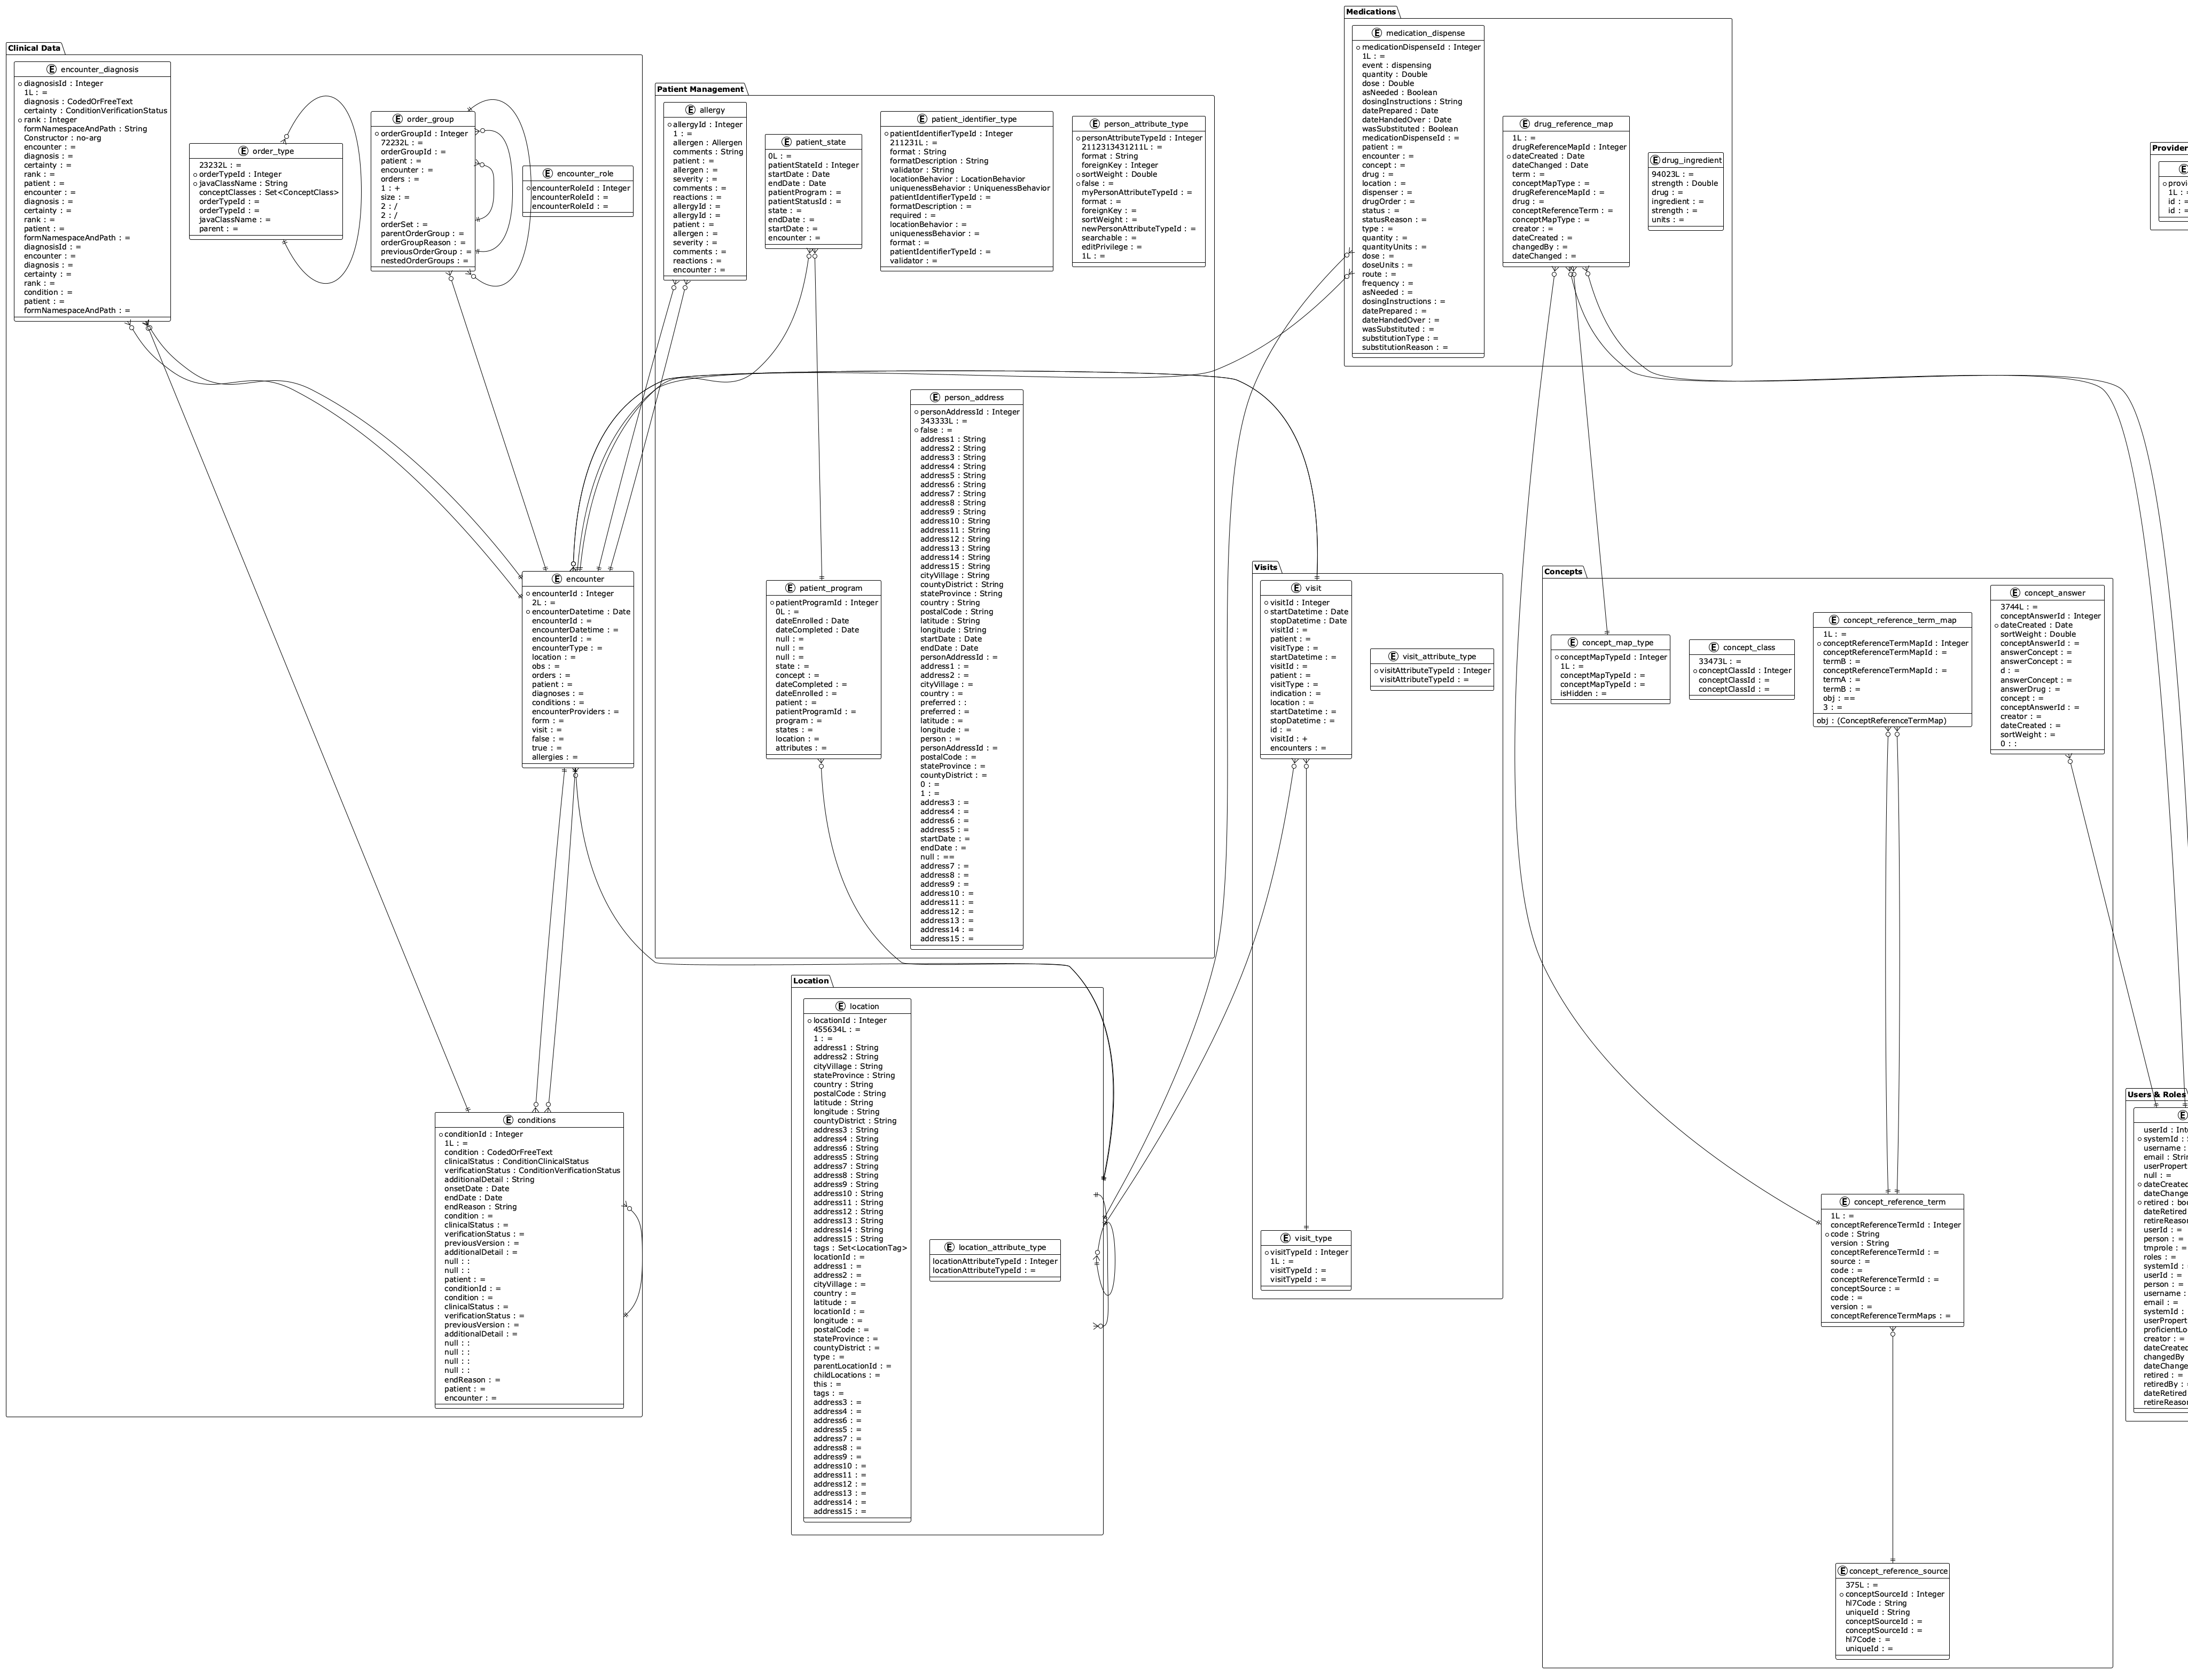 Clinical Data
encounter_diagnosis
diagnosisId : Integer
1L : =
diagnosis : CodedOrFreeText
certainty : ConditionVerificationStatus
rank : Integer
formNamespaceAndPath : String
Constructor : no-arg
encounter : =
diagnosis : =
certainty : =
rank : =
patient : =
encounter : =
diagnosis : =
certainty : =
rank : =
patient : =
formNamespaceAndPath : =
diagnosisId : =
encounter : =
diagnosis : =
certainty : =
rank : =
condition : =
patient : =
formNamespaceAndPath : =
order_type
23232L : =
orderTypeId : Integer
javaClassName : String
conceptClasses : Set<ConceptClass>
orderTypeId : =
orderTypeId : =
javaClassName : =
parent : =
order_group
orderGroupId : Integer
72232L : =
orderGroupId : =
patient : =
encounter : =
orders : =
1 : +
size : =
2 : /
2 : /
orderSet : =
parentOrderGroup : =
orderGroupReason : =
previousOrderGroup : =
nestedOrderGroups : =
encounter_role
encounterRoleId : Integer
encounterRoleId : =
encounterRoleId : =
encounter
encounterId : Integer
2L : =
encounterDatetime : Date
encounterId : =
encounterDatetime : =
encounterId : =
encounterType : =
location : =
obs : =
orders : =
patient : =
diagnoses : =
conditions : =
encounterProviders : =
form : =
visit : =
false : =
true : =
allergies : =
conditions
conditionId : Integer
1L : =
condition : CodedOrFreeText
clinicalStatus : ConditionClinicalStatus
verificationStatus : ConditionVerificationStatus
additionalDetail : String
onsetDate : Date
endDate : Date
endReason : String
condition : =
clinicalStatus : =
verificationStatus : =
previousVersion : =
additionalDetail : =
null : :
null : :
patient : =
conditionId : =
condition : =
clinicalStatus : =
verificationStatus : =
previousVersion : =
additionalDetail : =
null : :
null : :
null : :
null : :
endReason : =
patient : =
encounter : =
Patient Management
allergy
allergyId : Integer
1 : =
allergen : Allergen
comments : String
patient : =
allergen : =
severity : =
comments : =
reactions : =
allergyId : =
allergyId : =
patient : =
allergen : =
severity : =
comments : =
reactions : =
encounter : =
patient_state
0L : =
patientStateId : Integer
startDate : Date
endDate : Date
patientProgram : =
patientStatusId : =
state : =
endDate : =
startDate : =
encounter : =
patient_identifier_type
patientIdentifierTypeId : Integer
211231L : =
format : String
formatDescription : String
validator : String
locationBehavior : LocationBehavior
uniquenessBehavior : UniquenessBehavior
patientIdentifierTypeId : =
formatDescription : =
required : =
locationBehavior : =
uniquenessBehavior : =
format : =
patientIdentifierTypeId : =
validator : =
person_attribute_type
personAttributeTypeId : Integer
2112313431211L : =
format : String
foreignKey : Integer
sortWeight : Double
false : =
myPersonAttributeTypeId : =
format : =
foreignKey : =
sortWeight : =
newPersonAttributeTypeId : =
searchable : =
editPrivilege : =
1L : =
person_address
personAddressId : Integer
343333L : =
false : =
address1 : String
address2 : String
address3 : String
address4 : String
address5 : String
address6 : String
address7 : String
address8 : String
address9 : String
address10 : String
address11 : String
address12 : String
address13 : String
address14 : String
address15 : String
cityVillage : String
countyDistrict : String
stateProvince : String
country : String
postalCode : String
latitude : String
longitude : String
startDate : Date
endDate : Date
personAddressId : =
address1 : =
address2 : =
cityVillage : =
country : =
preferred : :
preferred : =
latitude : =
longitude : =
person : =
personAddressId : =
postalCode : =
stateProvince : =
countyDistrict : =
0 : =
1 : =
address3 : =
address4 : =
address6 : =
address5 : =
startDate : =
endDate : =
null : ==
address7 : =
address8 : =
address9 : =
address10 : =
address11 : =
address12 : =
address13 : =
address14 : =
address15 : =
patient_program
patientProgramId : Integer
0L : =
dateEnrolled : Date
dateCompleted : Date
null : =
null : =
null : =
state : =
concept : =
dateCompleted : =
dateEnrolled : =
patient : =
patientProgramId : =
program : =
states : =
location : =
attributes : =
Location
location
locationId : Integer
455634L : =
1 : =
address1 : String
address2 : String
cityVillage : String
stateProvince : String
country : String
postalCode : String
latitude : String
longitude : String
countyDistrict : String
address3 : String
address4 : String
address6 : String
address5 : String
address7 : String
address8 : String
address9 : String
address10 : String
address11 : String
address12 : String
address13 : String
address14 : String
address15 : String
tags : Set<LocationTag>
locationId : =
address1 : =
address2 : =
cityVillage : =
country : =
latitude : =
locationId : =
longitude : =
postalCode : =
stateProvince : =
countyDistrict : =
type : =
parentLocationId : =
childLocations : =
this : =
tags : =
address3 : =
address4 : =
address6 : =
address5 : =
address7 : =
address8 : =
address9 : =
address10 : =
address11 : =
address12 : =
address13 : =
address14 : =
address15 : =
location_attribute_type
locationAttributeTypeId : Integer
locationAttributeTypeId : =
Medications
medication_dispense
medicationDispenseId : Integer
1L : =
event : dispensing
quantity : Double
dose : Double
asNeeded : Boolean
dosingInstructions : String
datePrepared : Date
dateHandedOver : Date
wasSubstituted : Boolean
medicationDispenseId : =
patient : =
encounter : =
concept : =
drug : =
location : =
dispenser : =
drugOrder : =
status : =
statusReason : =
type : =
quantity : =
quantityUnits : =
dose : =
doseUnits : =
route : =
frequency : =
asNeeded : =
dosingInstructions : =
datePrepared : =
dateHandedOver : =
wasSubstituted : =
substitutionType : =
substitutionReason : =
drug_reference_map
1L : =
drugReferenceMapId : Integer
dateCreated : Date
dateChanged : Date
term : =
conceptMapType : =
drugReferenceMapId : =
drug : =
conceptReferenceTerm : =
conceptMapType : =
creator : =
dateCreated : =
changedBy : =
dateChanged : =
drug_ingredient
94023L : =
strength : Double
drug : =
ingredient : =
strength : =
units : =
Visits
visit
visitId : Integer
startDatetime : Date
stopDatetime : Date
visitId : =
patient : =
visitType : =
startDatetime : =
visitId : =
patient : =
visitType : =
indication : =
location : =
startDatetime : =
stopDatetime : =
id : =
visitId : +
encounters : =
visit_attribute_type
visitAttributeTypeId : Integer
visitAttributeTypeId : =
visit_type
visitTypeId : Integer
1L : =
visitTypeId : =
visitTypeId : =
Concepts
concept_map_type
conceptMapTypeId : Integer
1L : =
conceptMapTypeId : =
conceptMapTypeId : =
isHidden : =
concept_class
33473L : =
conceptClassId : Integer
conceptClassId : =
conceptClassId : =
concept_reference_term_map
1L : =
conceptReferenceTermMapId : Integer
conceptReferenceTermMapId : =
termB : =
conceptReferenceTermMapId : =
termA : =
termB : =
obj : ==
3 : =
obj : (ConceptReferenceTermMap)
concept_answer
3744L : =
conceptAnswerId : Integer
dateCreated : Date
sortWeight : Double
conceptAnswerId : =
answerConcept : =
answerConcept : =
d : =
answerConcept : =
answerDrug : =
concept : =
conceptAnswerId : =
creator : =
dateCreated : =
sortWeight : =
0 : :
concept_reference_term
1L : =
conceptReferenceTermId : Integer
code : String
version : String
conceptReferenceTermId : =
source : =
code : =
conceptReferenceTermId : =
conceptSource : =
code : =
version : =
conceptReferenceTermMaps : =
concept_reference_source
375L : =
conceptSourceId : Integer
hl7Code : String
uniqueId : String
conceptSourceId : =
conceptSourceId : =
hl7Code : =
uniqueId : =
Provider
provi
1L : =
id : =
id : =
Users & Roles
userId : Inte
systemId :
username :
email : Strin
userPropert
null : =
dateCreated
dateChange
retired : boo
dateRetired
retireReason
userId : =
person : =
tmprole : =
roles : =
systemId :
userId : =
person : =
username :
email : =
systemId :
userPropert
proficientLo
creator : =
dateCreated
changedBy
dateChange
retired : =
retiredBy :
dateRetired
retireReason